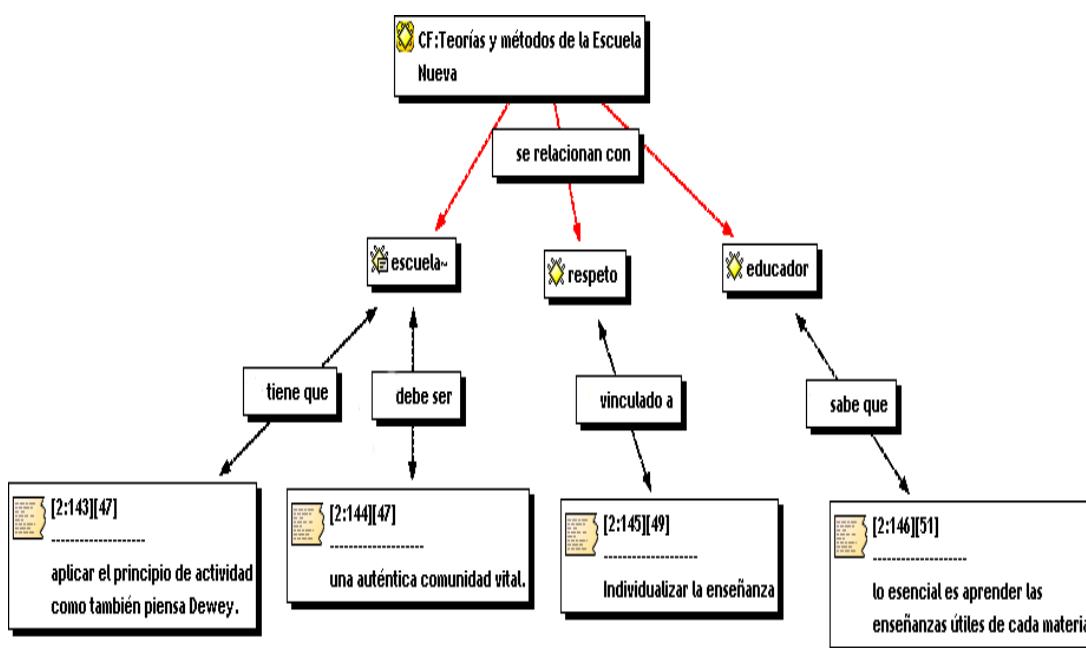 CF:Teorías y métodos de la Escuela
Nueva
se relacionan con
escuela~
respeto
educador
tiene que
debe ser
vinculado a
sabe que
[2:143][47]
--------------------
aplicar el principio de actividad
como también piensa Dewey.
[2:144][47]
--------------------
una auténtica comunidad vital.
[2:145][49]
--------------------
Individualizar la enseñanza
[2:146][51]
--------------------
lo esencial es aprender las
enseñanzas útiles de cada materia